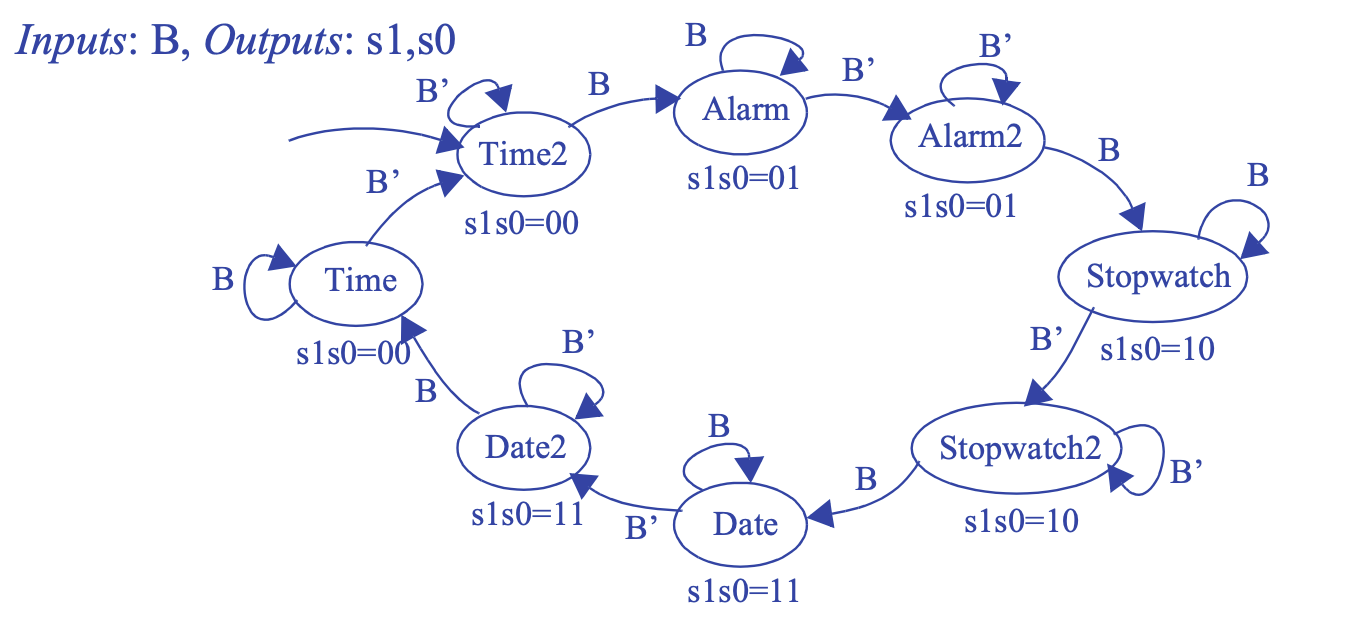 Inputs: B, Outputs: s1,s0
B
B'
B'
B
B'
Alarm
Alarm2
Time2
s1s0=01
B
s1s0=01
B
B'
s1s0=00
B
Time
Stopwatch
s1s0=00
B'
s1s0=10
B'
B
B
Date2
Stopwatch2
B'
B
s1s0=11
B'
Date
s1s0=10
s1s0=11